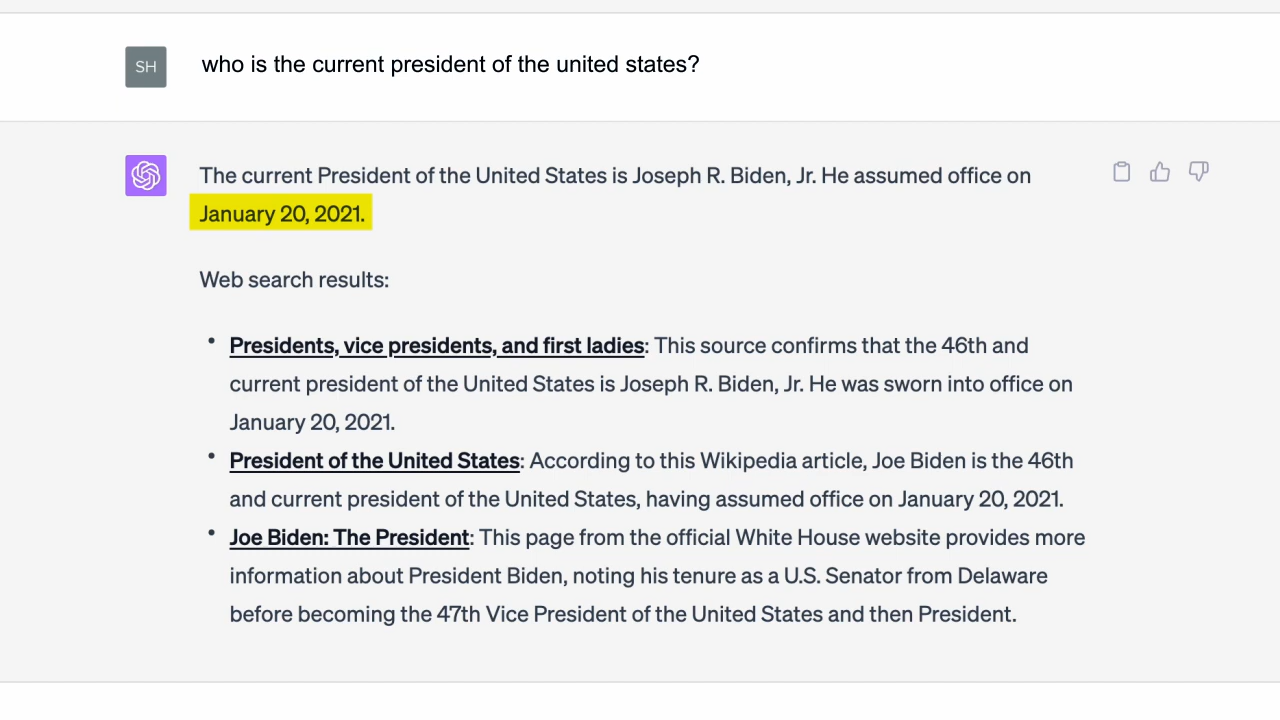 SH
who is the current president of the united states?
The current President of the United States is Joseph R. Biden, Jr. He assumed office on
January 20, 2021.
Web search results:
• Presidents, vice presidents, and first ladies: This source confirms that the 46th and
current president of the United States is Joseph R. Biden, Jr. He was sworn into office on
January 20, 2021.
• President of the United States: According to this Wikipedia article, Joe Biden is the 46th
and current president of the United States, having assumed office on January 20, 2021.
• Joe Biden: The President: This page from the official White House website provides more
information about President Biden, noting his tenure as a U.S. Senator from Delaware
before becoming the 47th Vice President of the United States and then President.